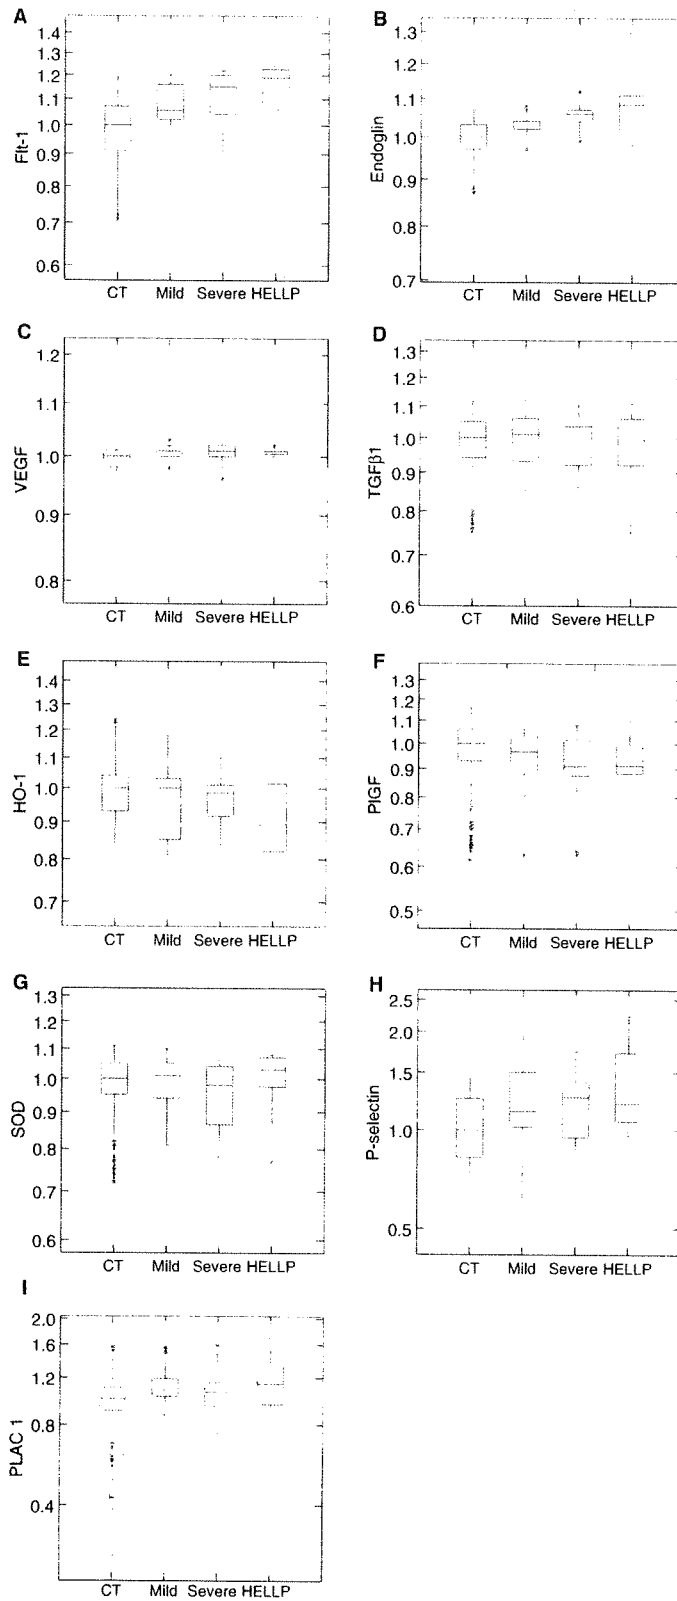 A
1.4
1.3
1.2
1.1
1.0
0.9
0.8
0.7
0.6
Flt-1
CT Mild Severe HELLP
B
1.3
1.2
1.1
1.0
0.9
0.8
0.7
Endoglin
CT Mild Severe HELLP
C
1.2
1.1
1.0
0.9
0.8
VEGF
CT Mild Severe HELLP
D
1.3
1.2
1.1
1.0
0.9
0.8
0.7
0.6
TGFβ1
CT Mild Severe HELLP
E
1.4
1.3
1.2
1.1
1.0
0.9
0.8
0.7
HO-1
CT Mild Severe HELLP
F
1.3
1.2
1.1
1.0
0.9
0.8
0.7
0.6
0.5
PlGF
CT Mild Severe HELLP
G
1.3
1.2
1.1
1.0
0.9
0.8
0.7
0.6
SOD
CT Mild Severe HELLP
H
2.5
2.0
1.5
1.0
0.5
P-selectin
CT Mild Severe HELLP
I
2.0
1.6
1.2
0.8
0.4
PLAC 1
CT Mild Severe HELLP